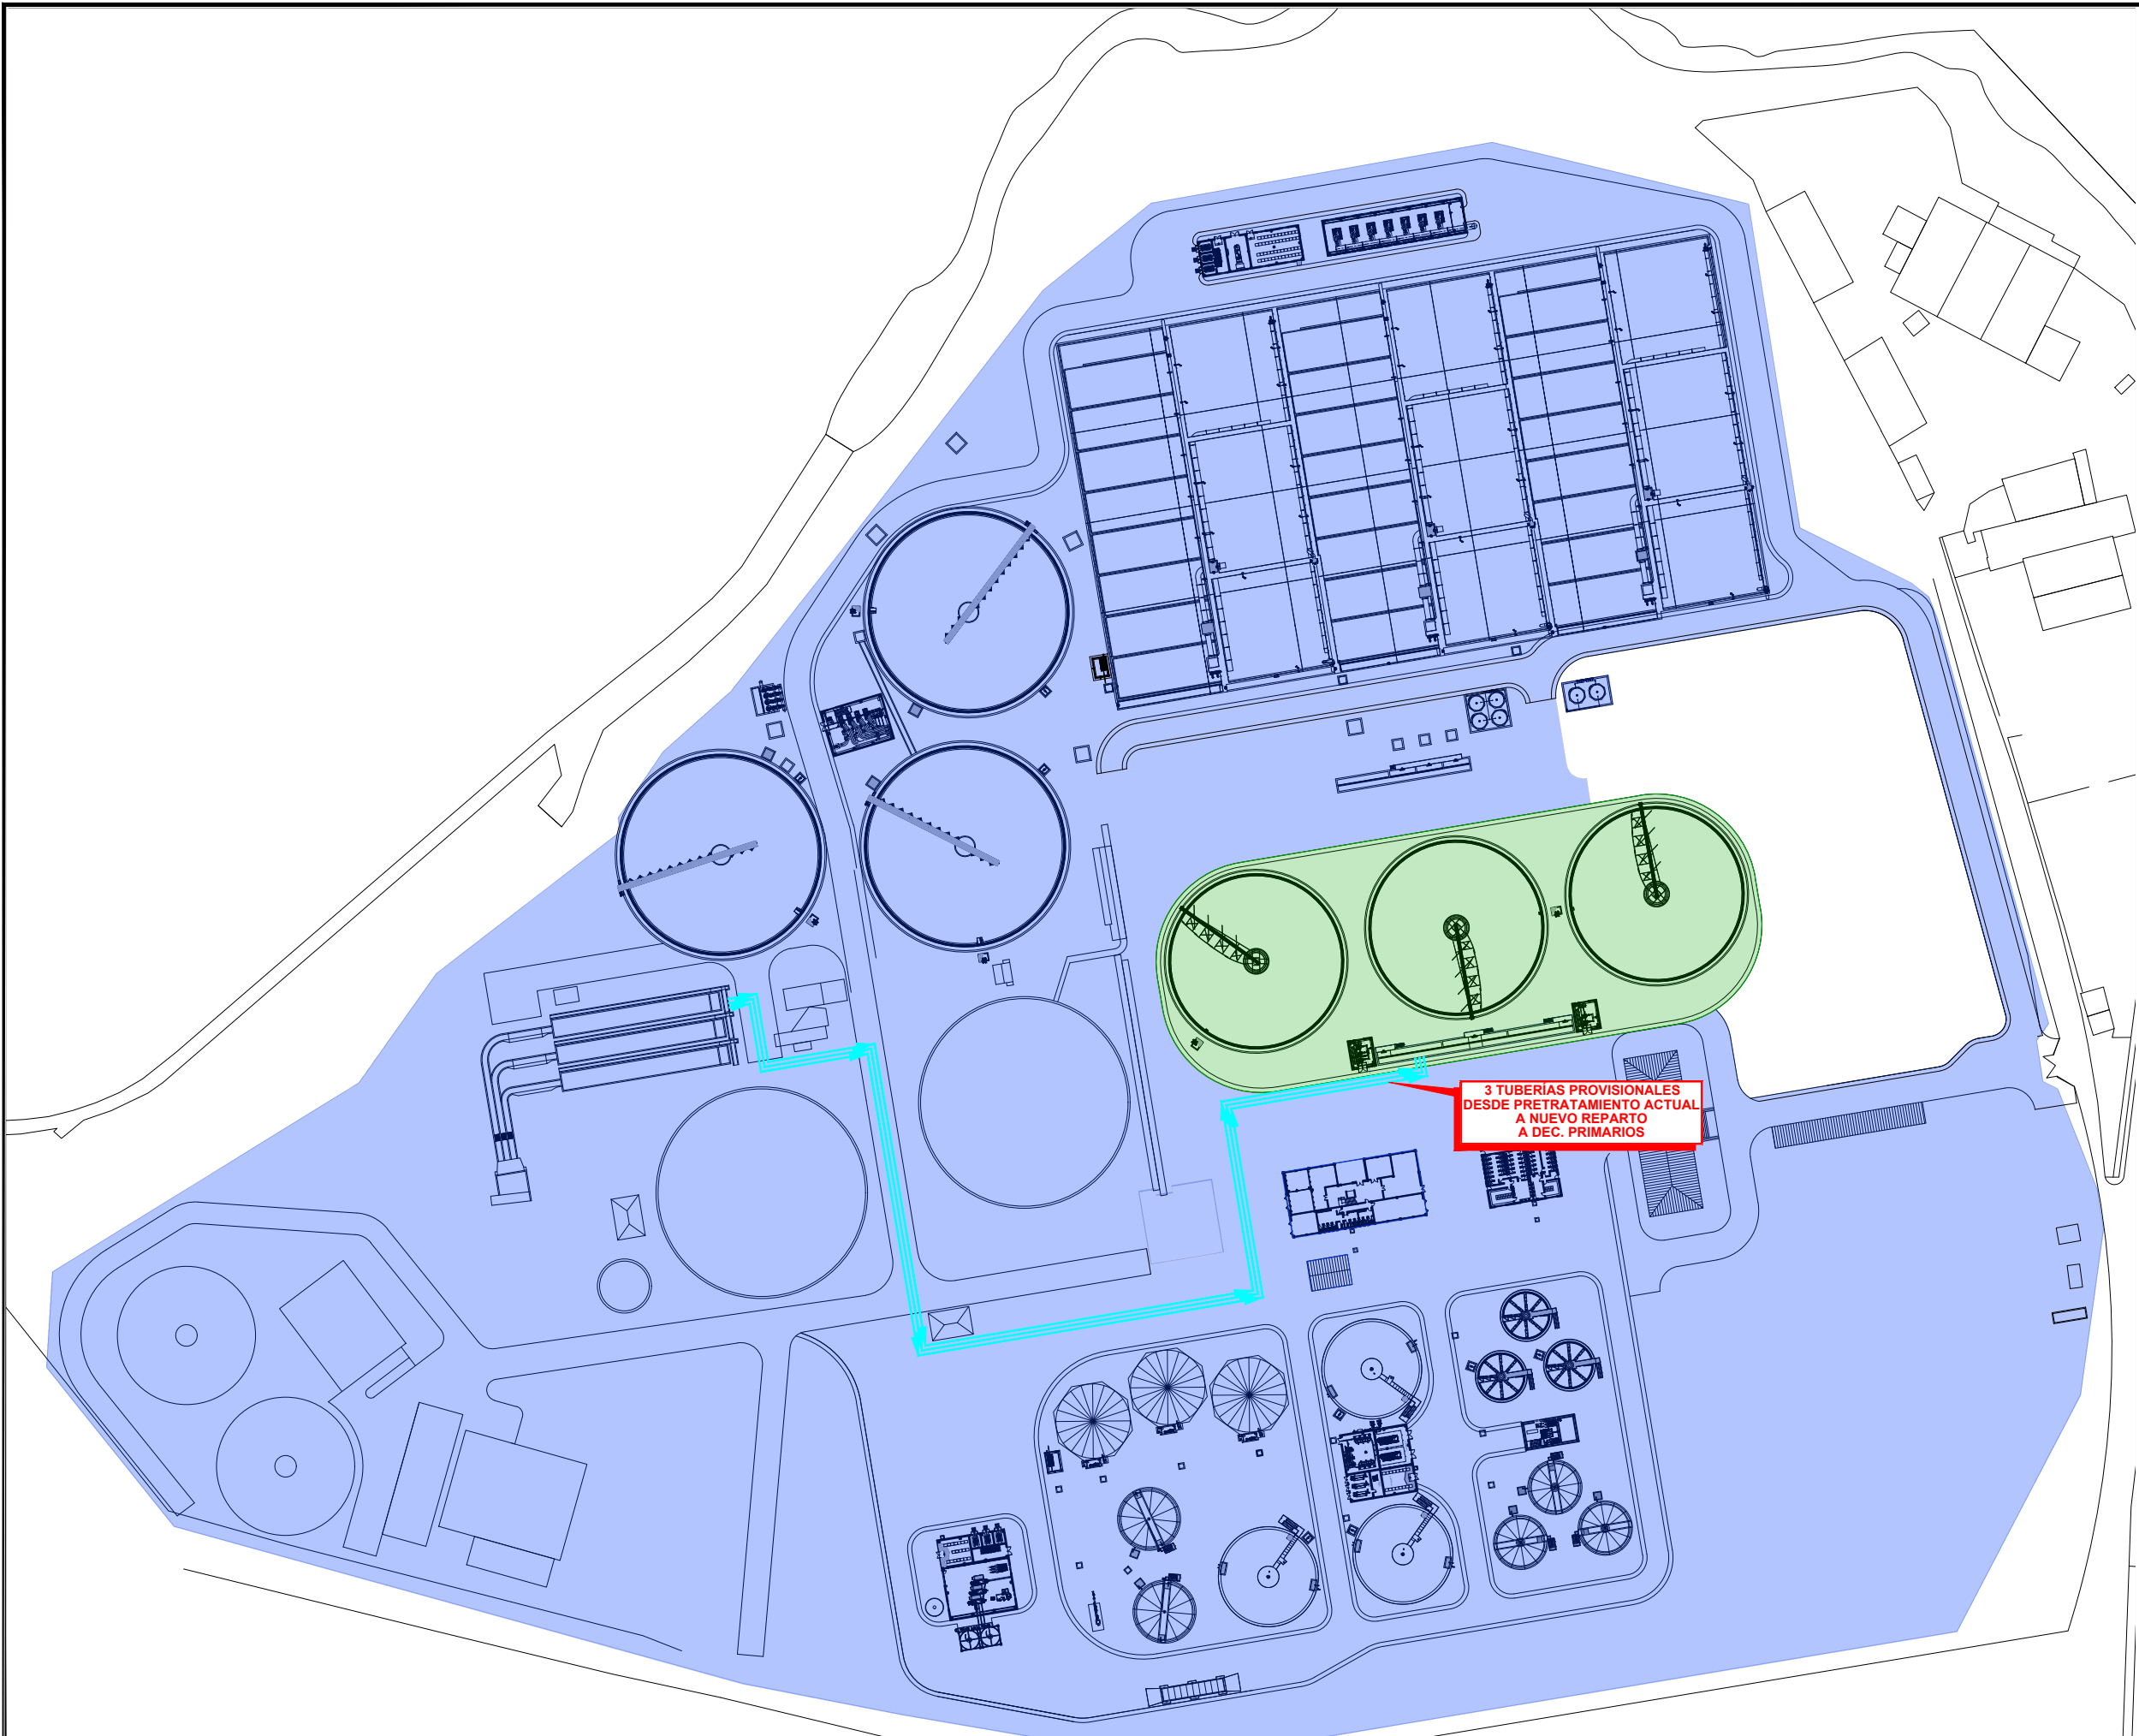 3 TUBERÍAS PROVISIONALES
DESDE PRETRATAMIENTO ACTUAL
A NUEVO REPARTO
A DEC. PRIMARIOS